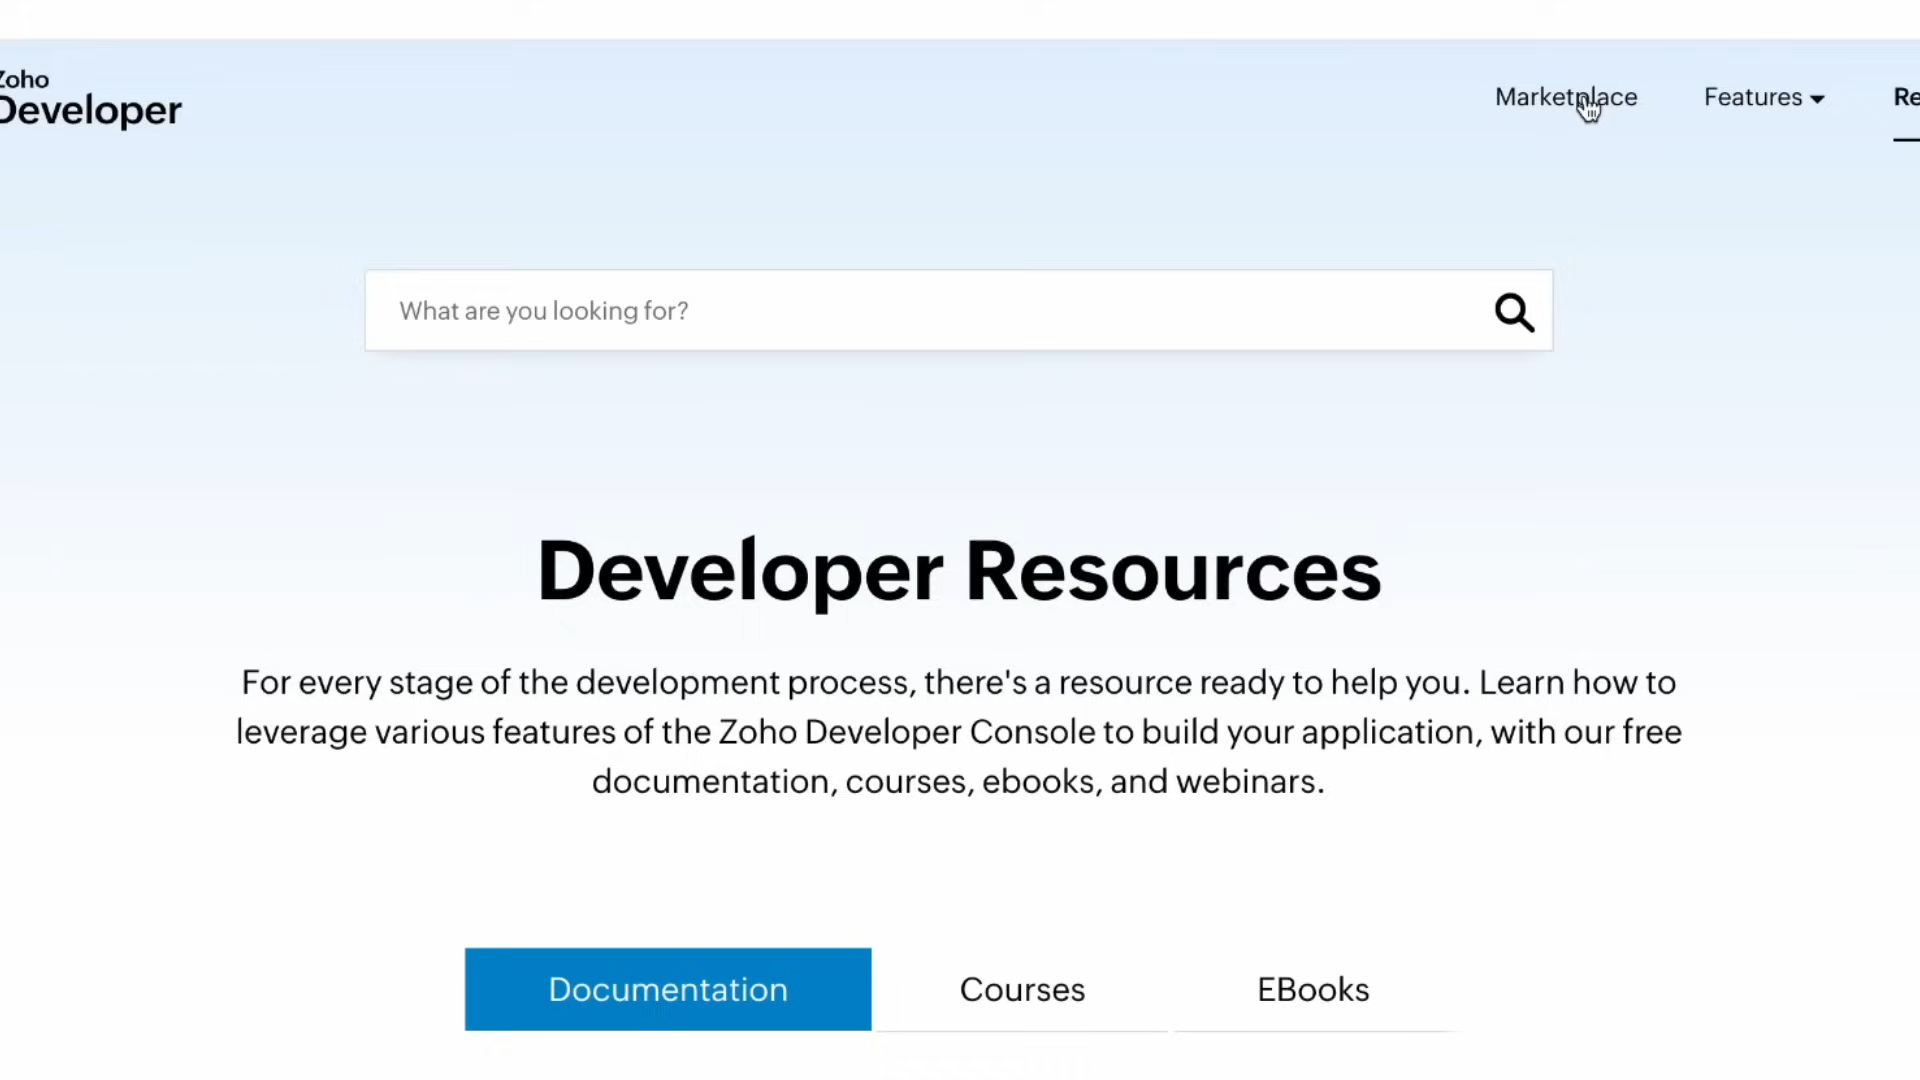 Zoho
Developer
Marketplace
Features
What are you looking for?
Developer Resources
For every stage of the development process, there's a resource ready to help you. Learn how to
leverage various features of the Zoho Developer Console to build your application, with our free
documentation, courses, ebooks, and webinars.
Documentation
Courses
EBooks